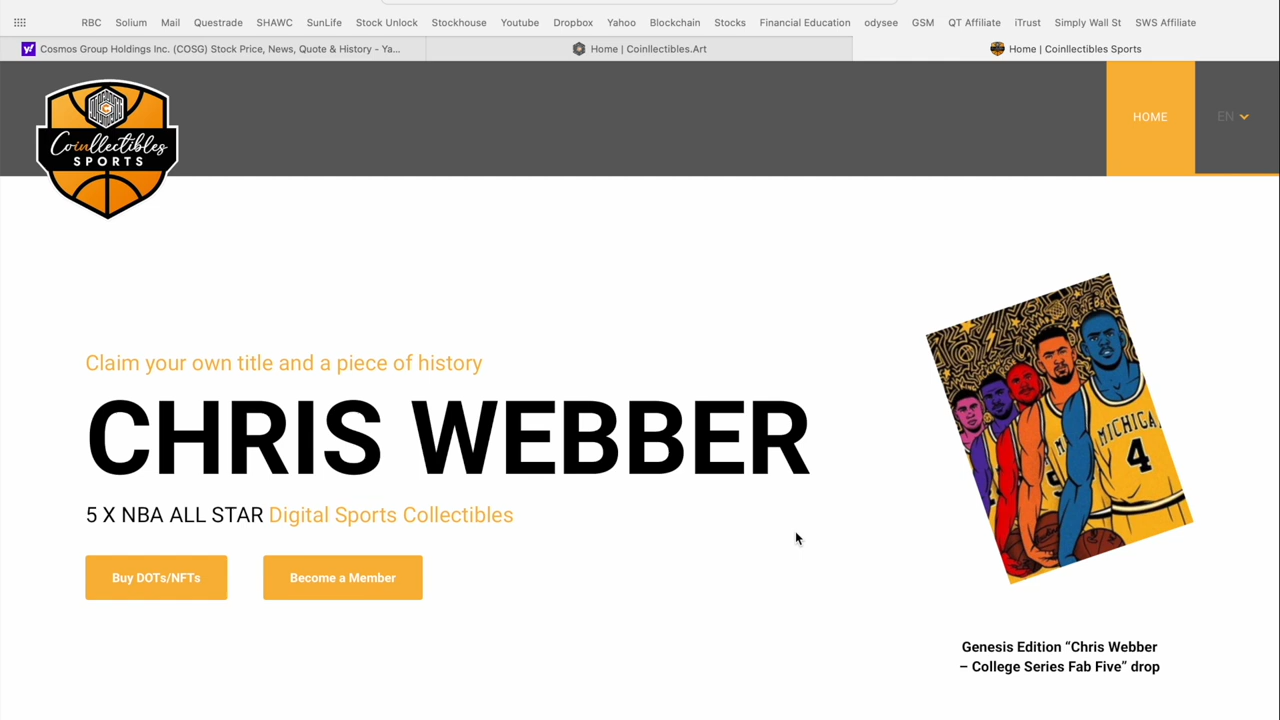 RBC Solium Mail Questrade SHAWC SunLife Stock Unlock Stockhouse Youtube Dropbox Yahoo Blockchain Stocks Financial Education odysee GSM QT Affiliate iTrust Simply Wall St SWS Affiliate
Cosmos Group Holdings Inc. (COSG) Stock Price, News, Quote & History - Ya... Home | Coinllectibles.Art Home | Coinllectibles Sports
Coinllectibles
SPORTS
HOME EN
Claim your own title and a piece of history
CHRIS WEBBER
5 X NBA ALL STAR Digital Sports Collectibles
Buy DOTs/NFTs Become a Member
MICHIGA
4
Genesis Edition “Chris Webber
– College Series Fab Five” drop